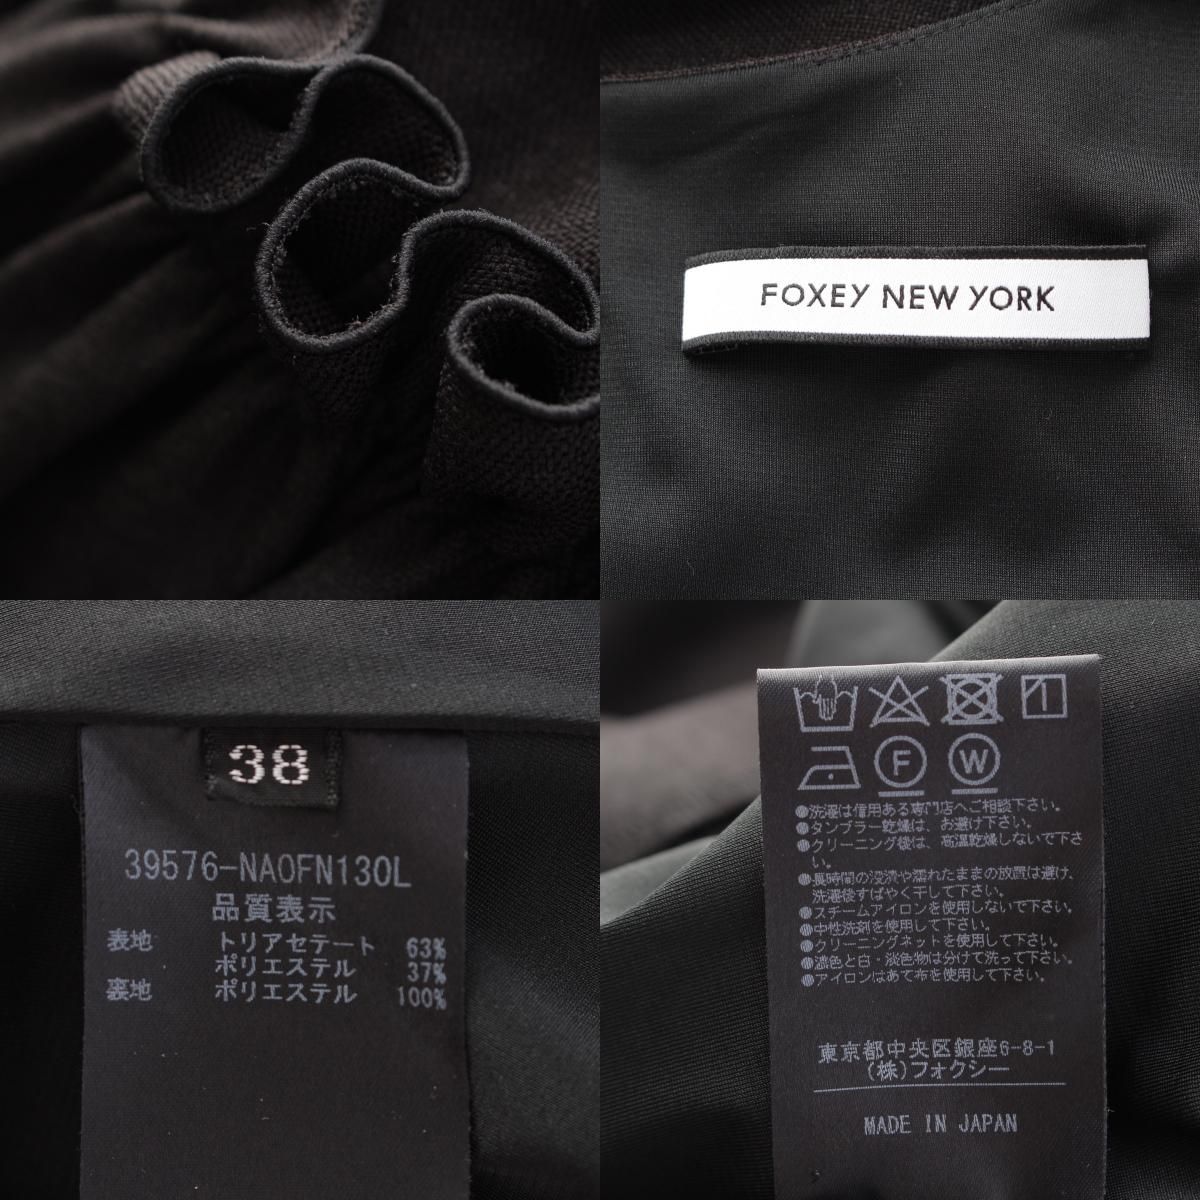 FOXEY NEW YORK
38
39576-NAOFN130L
品質表示
表地 トリアセテート 63%
ポリエステル 37%
裏地 ポリエステル 100%
1
F W
●洗濯は信用ある専門店へご相談下さい。
●タンブラー乾燥は、お避け下さい。
●クリーニング後は、高温乾燥しないで下さ
い。
●長時間の浸漬や濡れたままの放置は避け、
洗濯後すばやく干して下さい。
●スチームアイロンを使用しないで下さい。
●中性洗剤を使用して下さい。
●クリーニングネットを使用して下さい。
●濃色と白・淡色物は分けて洗って下さい。
●アイロンはあて布を使用して下さい。
東京都中央区銀座6-8-1
(株)フォクシー
MADE IN JAPAN